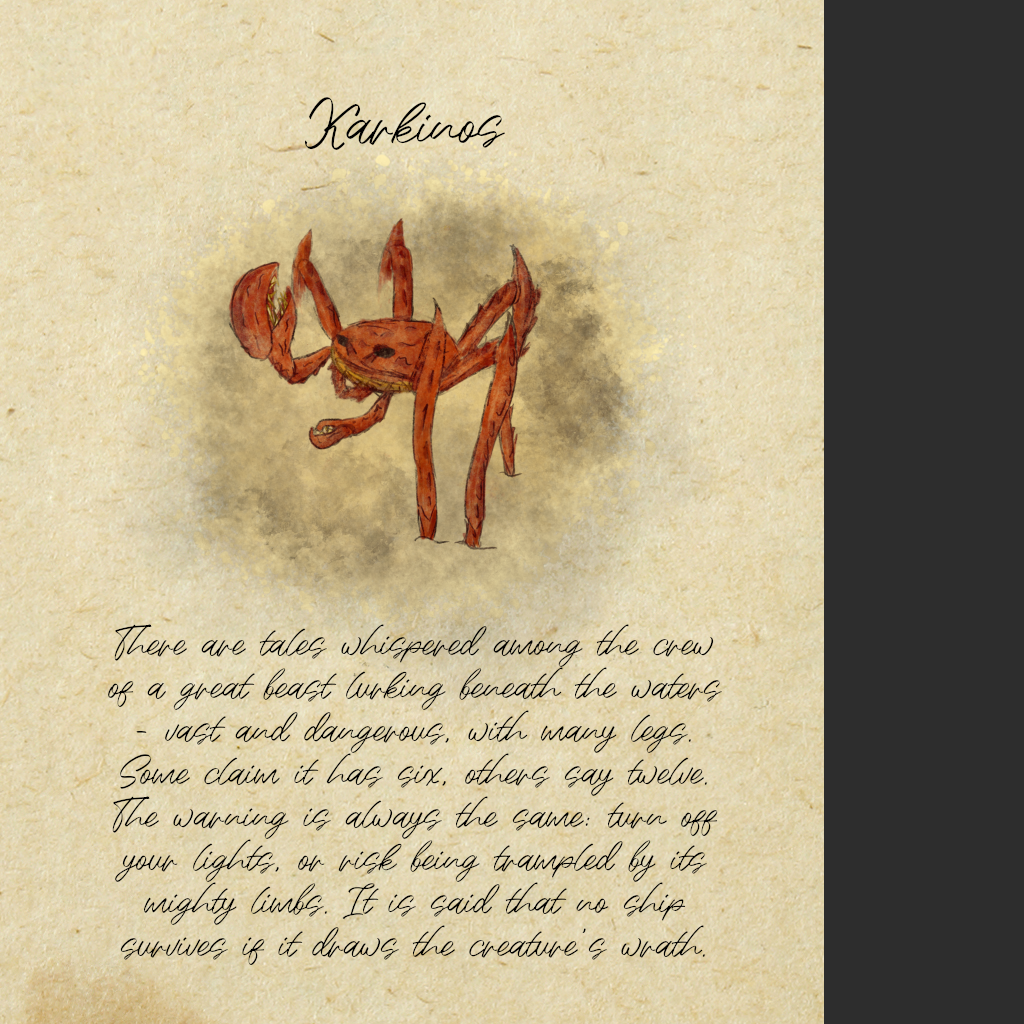 Karkinos
There are tales whispered among the crew
of a great beast lurking beneath the waters
- vast and dangerous, with many legs.
Some claim it has six, others say twelve.
The warning is always the same: turn off
your lights, or risk being trampled by its
mighty limbs. It is said that no ship
survives if it draws the creature's wrath.